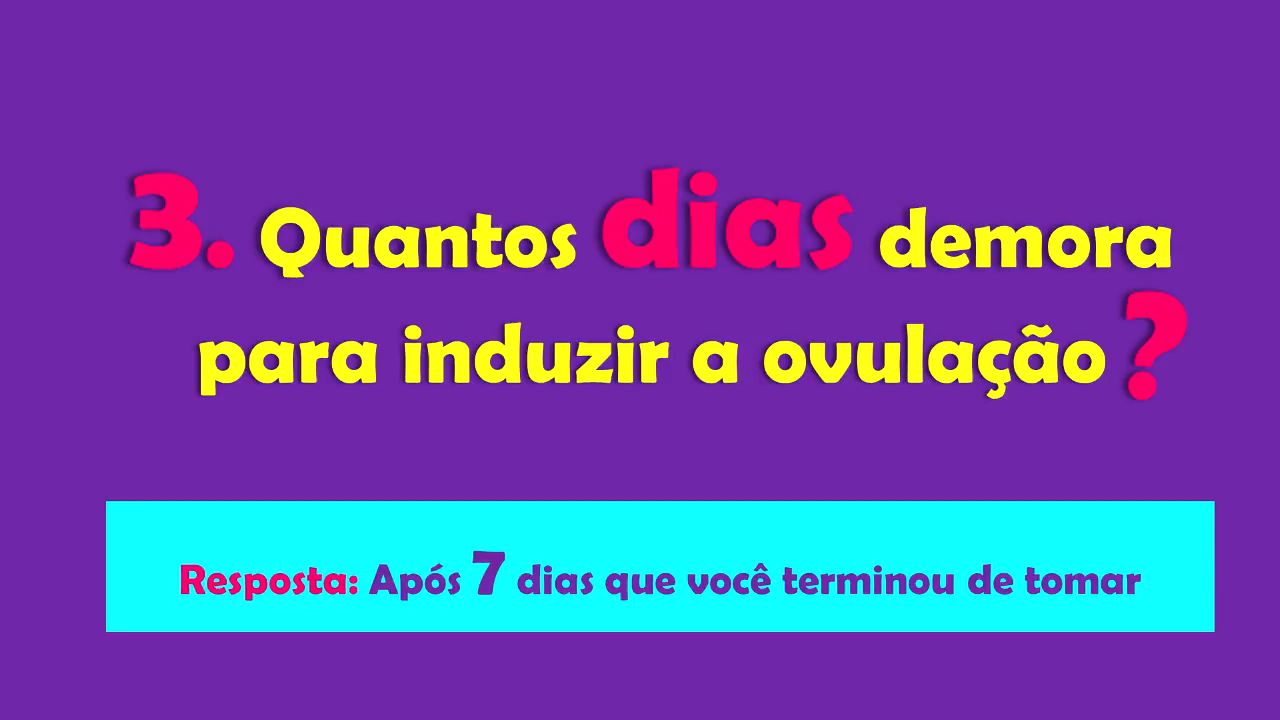 3. Quantos dias demora
para induzir a ovulação?
Resposta: Após 7 dias que você terminou de tomar